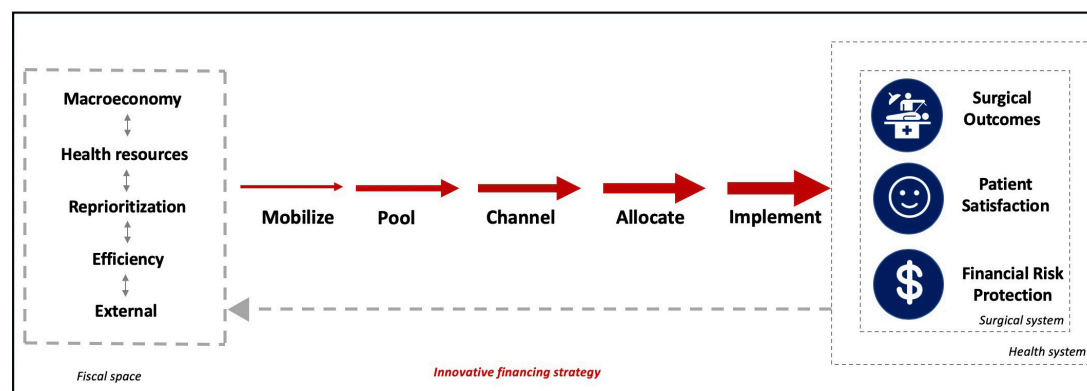 Macroeconomy
Health resources
Reprioritization
Efficiency
External
Fiscal space
Mobilize
Pool
Channel
Allocate
Implement
Innovative financing strategy
Surgical
Outcomes
Patient
Satisfaction
$
Financial Risk
Protection
Surgical system
Health system